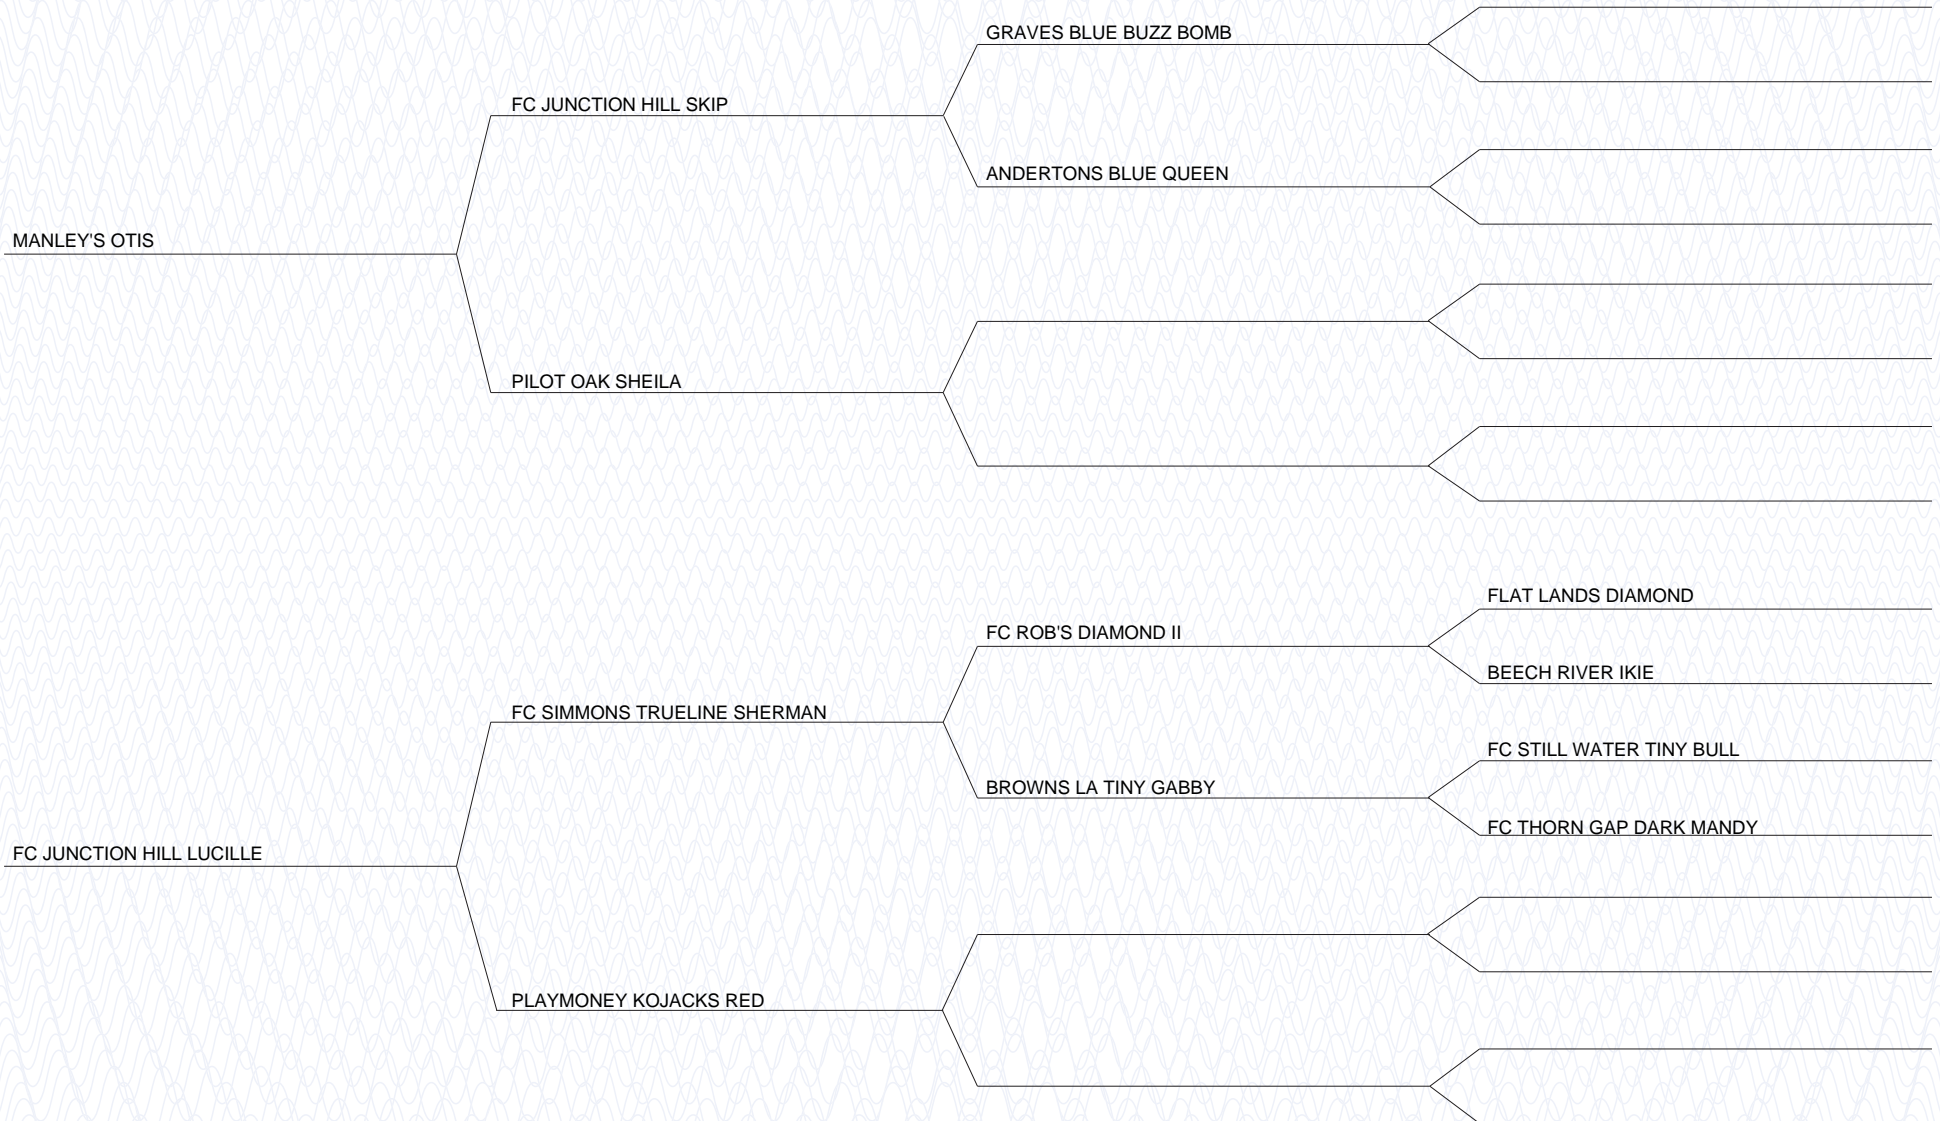 GRAVES BLUE BUZZ BOMB
FC JUNCTION HILL SKIP
ANDERTONS BLUE QUEEN
MANLEY'S OTIS
PILOT OAK SHEILA
FLAT LANDS DIAMOND
FC ROB'S DIAMOND II
BEECH RIVER IKIE
FC SIMMONS TRUELINE SHERMAN
FC STILL WATER TINY BULL
BROWNS LA TINY GABBY
FC THORN GAP DARK MANDY
FC JUNCTION HILL LUCILLE
PLAYMONEY KOJACKS RED